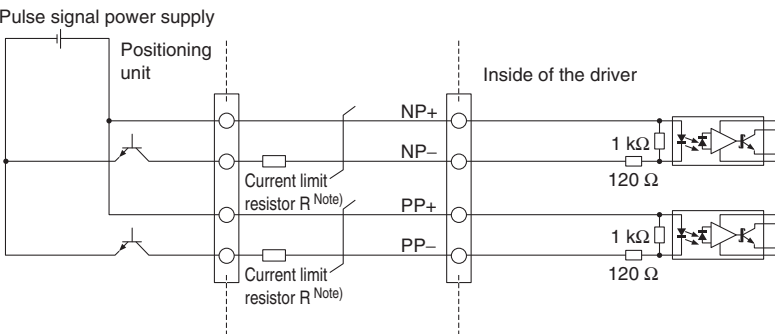 Pulse signal power supply
Positioning
unit
Inside of the driver
NP+
NP–
1 kΩ
120 Ω
Current limit
resistor R Note)
PP+
PP–
1 kΩ
120 Ω
Current limit
resistor R Note)